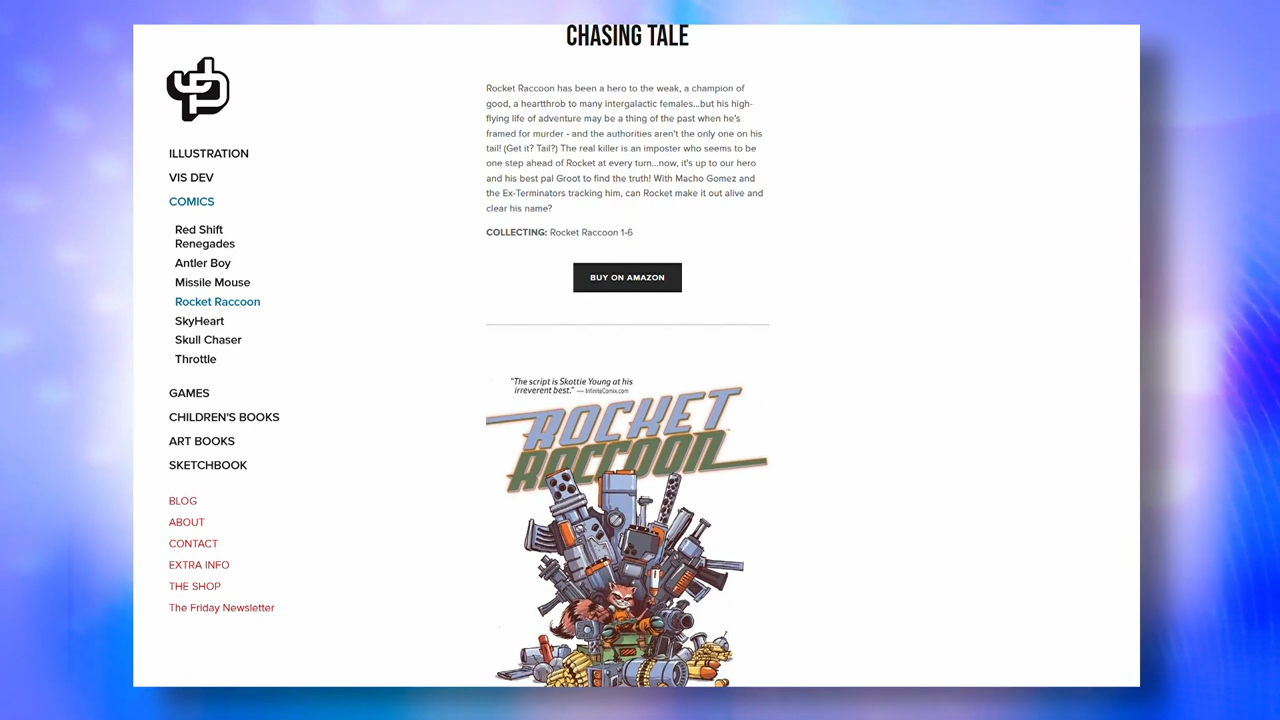 CHASING TALE
ILLUSTRATION
VIS DEV
COMICS
Red Shift
Renegades
Antler Boy
Missile Mouse
Rocket Raccoon
SkyHeart
Skull Chaser
Throttle
GAMES
CHILDREN'S BOOKS
ART BOOKS
SKETCHBOOK
BLOG
ABOUT
CONTACT
EXTRA INFO
THE SHOP
The Friday Newsletter
Rocket Raccoon has been a hero to the weak, a champion of
good, a heartthrob to many intergalactic females...but his high-
flying life of adventure may be a thing of the past when he's
framed for murder - and the authorities aren't the only one on his
tail! (Get it? Tail?) The real killer is an imposter who seems to be
one step ahead of Rocket at every turn...now, it's up to our hero
and his best pal Groot to find the truth! With Macho Gomez and
the Ex-Terminators tracking him, can Rocket make it out alive and
clear his name?
COLLECTING: Rocket Raccoon 1-6
BUY ON AMAZON
"The script is Skottie Young at his
irreverent best." — InfiniteComix.com
ROCKET
RACCOON